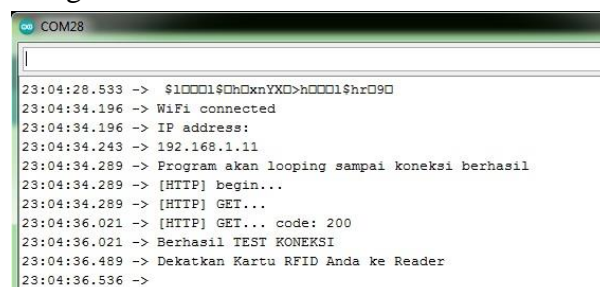 COM28
23:04:28.533 -> $l□□□l$□h□xnYX□>h□□□l$hr□9□
23:04:34.196 -> WiFi connected
23:04:34.196 -> IP address:
23:04:34.243 -> 192.168.1.11
23:04:34.289 -> Program akan looping sampai koneksi berhasil
23:04:34.289 -> [HTTP] begin...
23:04:34.289 -> [HTTP] GET...
23:04:36.021 -> [HTTP] GET... code: 200
23:04:36.021 -> Berhasil TEST KONEKSI
23:04:36.489 -> Dekatkan Kartu RFID Anda ke Reader
23:04:36.536 ->